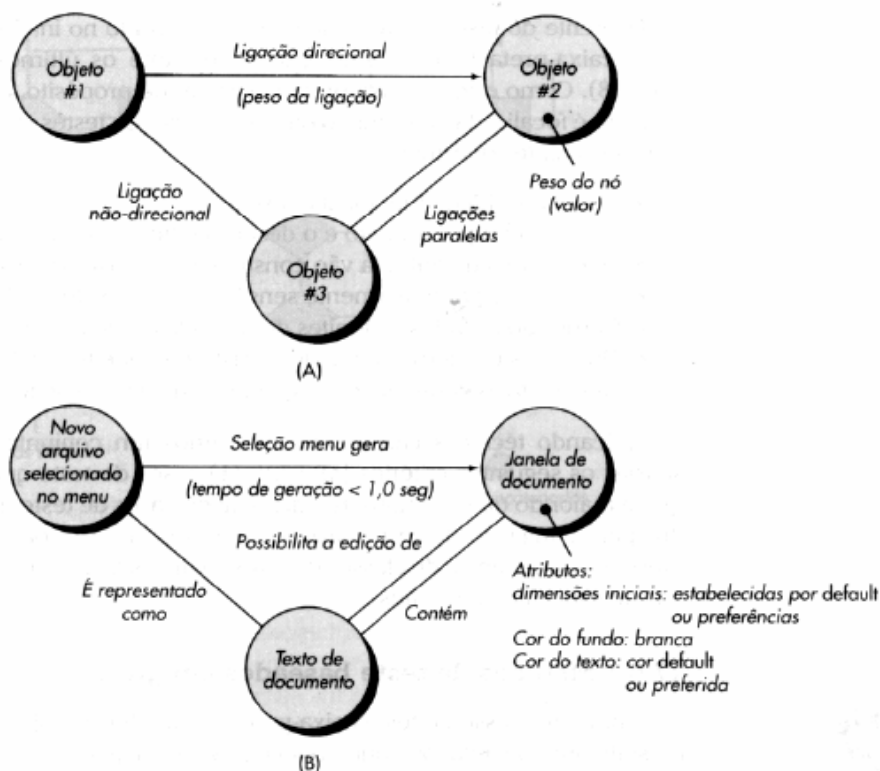 Objeto
#1
Ligação direcional
(peso da ligação)
Objeto
#2
Ligação
não-direcional
Ligações
paralelas
Peso do nó
(valor)
Objeto
#3
(A)
Novo
arquivo
selecionado
no menu
Seleção menu gera
(tempo de geração < 1,0 seg)
Janela de
documento
Possibilita a edição de
É representado
como
Contém
Atributos:
dimensões iniciais: estabelecidas por default
ou preferências
Cor do fundo: branca
Cor do texto: cor default
ou preferida
Texto de
documento
(B)